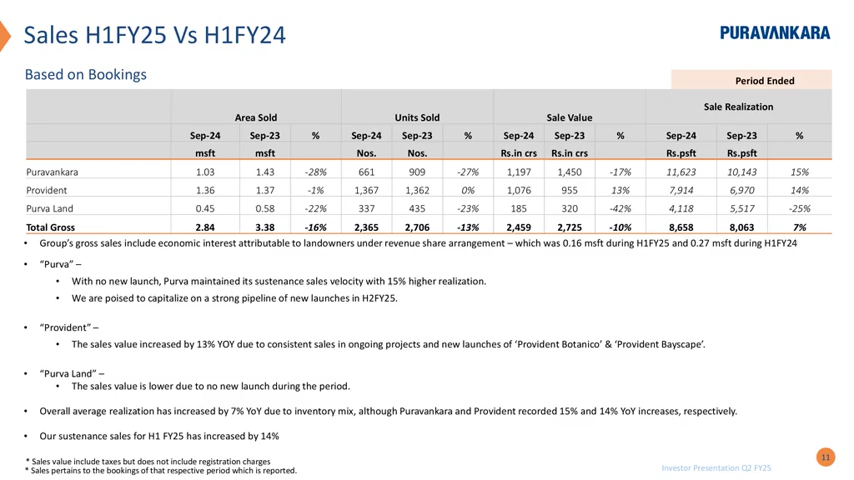 Sales H1FY25 Vs H1FY24
PURAVANKARA
Based on Bookings
Period Ended
Area Sold Units Sold Sale Value Sale Realization
Sep-24 Sep-23 % Sep-24 Sep-23 % Sep-24 Sep-23 % Sep-24 Sep-23 %
msft msft Nos. Nos. Rs.in crs Rs.in crs Rs.psft Rs.psft
Puravankara 1.03 1.43 -28% 661 909 -27% 1,197 1,450 -17% 11,623 10,143 15%
Provident 1.36 1.37 -1% 1,367 1,362 0% 1,076 955 13% 7,914 6,970 14%
Purva Land 0.45 0.58 -22% 337 435 -23% 185 320 -42% 4,118 5,517 -25%
Total Gross 2.84 3.38 -16% 2,365 2,706 -13% 2,459 2,725 -10% 8,658 8,063 7%
• Group's gross sales include economic interest attributable to landowners under revenue share arrangement – which was 0.16 msft during H1FY25 and 0.27 msft during H1FY24
• “Purva” –
• With no new launch, Purva maintained its sustenance sales velocity with 15% higher realization.
• We are poised to capitalize on a strong pipeline of new launches in H2FY25.
• “Provident” –
• The sales value increased by 13% YOY due to consistent sales in ongoing projects and new launches of ‘Provident Botanico’ & ‘Provident Bayscape’.
• “Purva Land” –
• The sales value is lower due to no new launch during the period.
• Overall average realization has increased by 7% YoY due to inventory mix, although Puravankara and Provident recorded 15% and 14% YoY increases, respectively.
• Our sustenance sales for H1 FY25 has increased by 14%
* Sales value include taxes but does not include registration charges
* Sales pertains to the bookings of that respective period which is reported.
Investor Presentation Q2 FY25
11